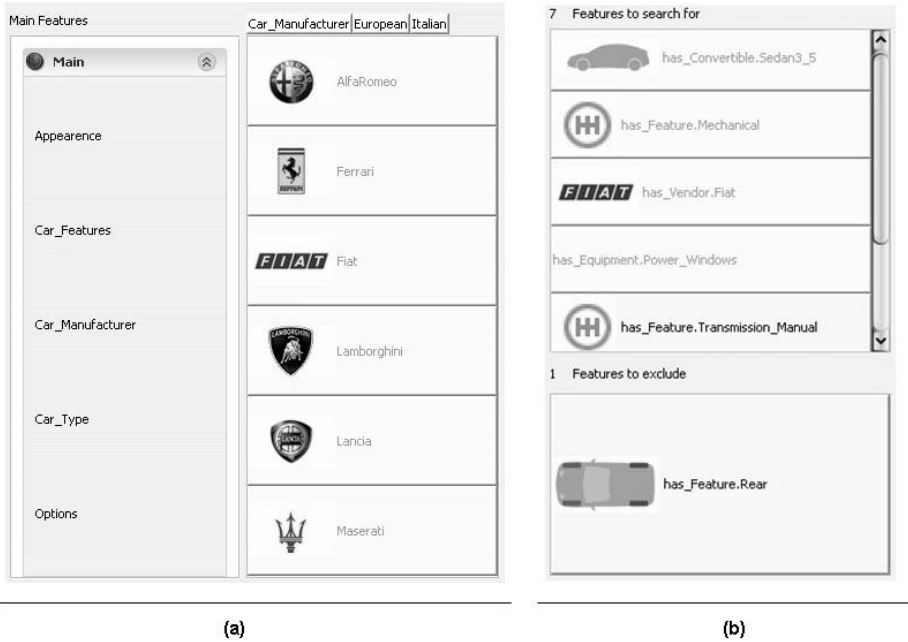 Main Features
Car_Manufacturer European Italian
Main
Appearence
Car_Features
Car_Manufacturer
Car_Type
Options
AlfaRomeo
Ferrari
FIAT Fiat
LAMBORGHINI
Lamborghini
LANCIA
Lancia
Maserati
(a)
7 Features to search for
has_Convertible.Sedan3_5
has_Feature.Mechanical
FIAT has_Vendor.Fiat
has_Equipment.Power_Windows
has_Feature.Transmission_Manual
1 Features to exclude
has_Feature.Rear
(b)